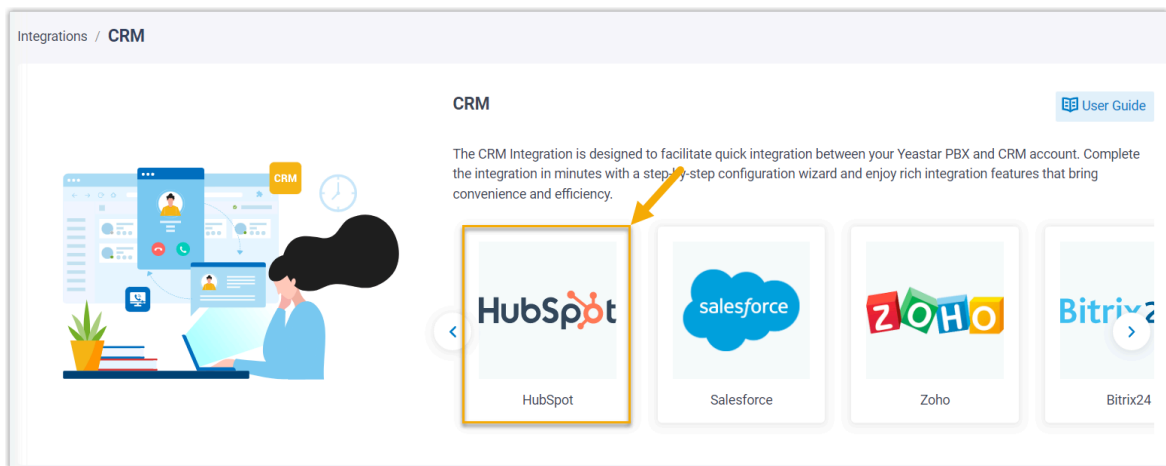 Integrations / CRM
CRM
User Guide
The CRM Integration is designed to facilitate quick integration between your Yeastar PBX and CRM account. Complete
the integration in minutes with a step-by-step configuration wizard and enjoy rich integration features that bring
convenience and efficiency.
CRM
HubSpot
salesforce
ZOHO
Bitrix2
HubSpot
Salesforce
Zoho
Bitrix24